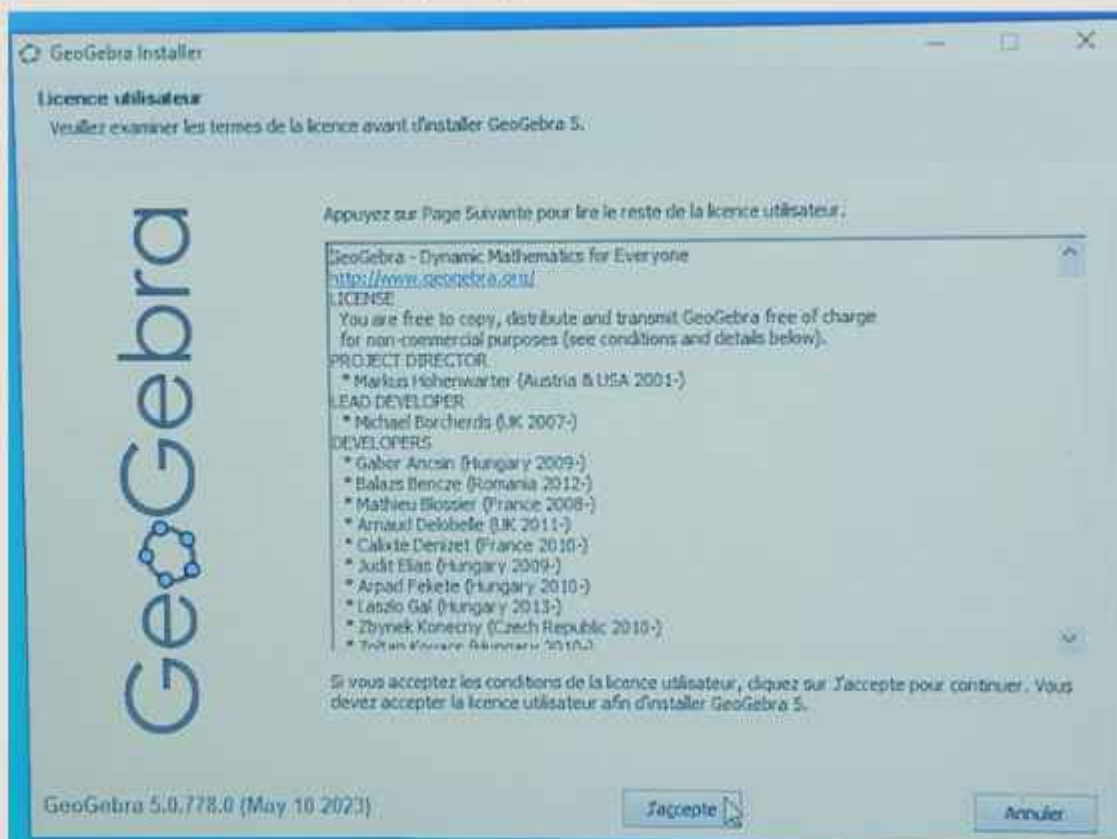 GeoGebra Installer
Licence utilisateur
Veuillez examiner les termes de la licence avant d'installer GeoGebra 5.
GeoGebra
Appuyez sur Page Suivante pour lire le reste de la licence utilisateur.
GeoGebra - Dynamic Mathematics for Everyone
http://www.geogebra.org/
LICENSE
You are free to copy, distribute and transmit GeoGebra free of charge
for non-commercial purposes (see conditions and details below).
PROJECT DIRECTOR
* Markus Hohenwarter (Austria & USA 2001-)
LEAD DEVELOPER
* Michael Borcherds (UK 2007-)
DEVELOPERS
* Gabor Ancsin (Hungary 2009-)
* Balazs Bencze (Romania 2012-)
* Mathieu Blossier (France 2008-)
* Arnaud Delobelle (UK 2011-)
* Calixte Denizet (France 2010-)
* Judit Elias (Hungary 2009-)
* Arpad Fekete (Hungary 2010-)
* Laszlo Gal (Hungary 2013-)
* Zbynek Konecny (Czech Republic 2010-)
* Zoltan Kovacs (Hungary 2010-)
Si vous acceptez les conditions de la licence utilisateur, cliquez sur J'accepte pour continuer. Vous
devez accepter la licence utilisateur afin d'installer GeoGebra 5.
GeoGebra 5.0.778.0 (May 10 2023)
J'accepte
Annuler